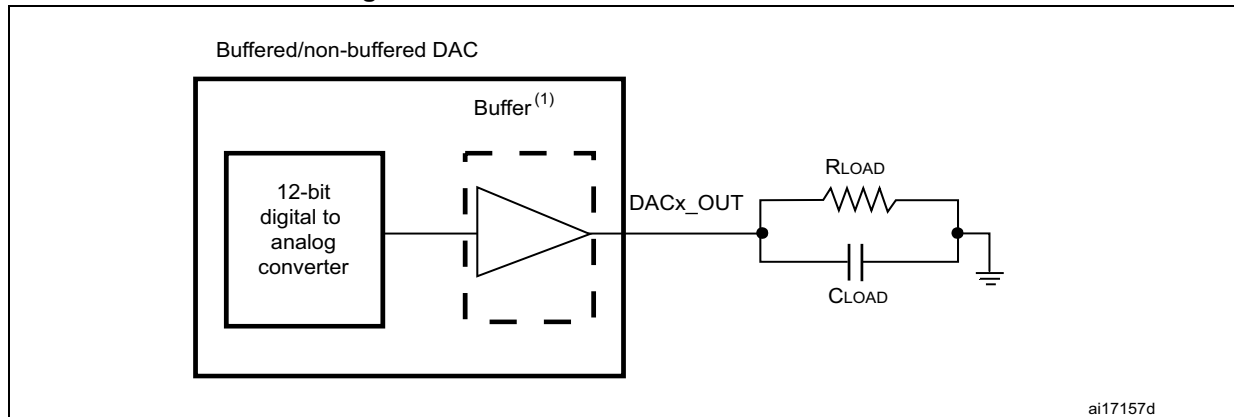 Buffered/non-buffered DAC
Buffer (1)
12-bit
digital to
analog
converter
DACx_OUT
RLOAD
CLOAD
ai17157d